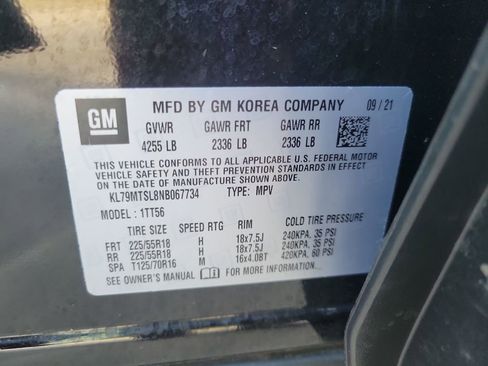 GM
MFD BY GM KOREA COMPANY 09/21
GVWR GAWR FRT GAWR RR
4255 LB 2336 LB 2336 LB
THIS VEHICLE CONFORMS TO ALL APPLICABLE U.S. FEDERAL MOTOR
VEHICLE SAFETY AND THEFT PREVENTION STANDARDS IN EFFECT
ON THE DATE OF MANUFACTURE SHOWN ABOVE.
KL79MTSL8NB067734 TYPE: MPV
MODEL: 1TT56
TIRE SIZE SPEED RTG RIM COLD TIRE PRESSURE
FRT 225/55R18 H 18x7.5J 240KPA, 35 PSI
RR 225/55R18 H 18x7.5J 240KPA, 35 PSI
SPA T125/70R16 M 16x4.0BT 420KPA, 60 PSI
SEE OWNER'S MANUAL FOR MORE INFORMATION...